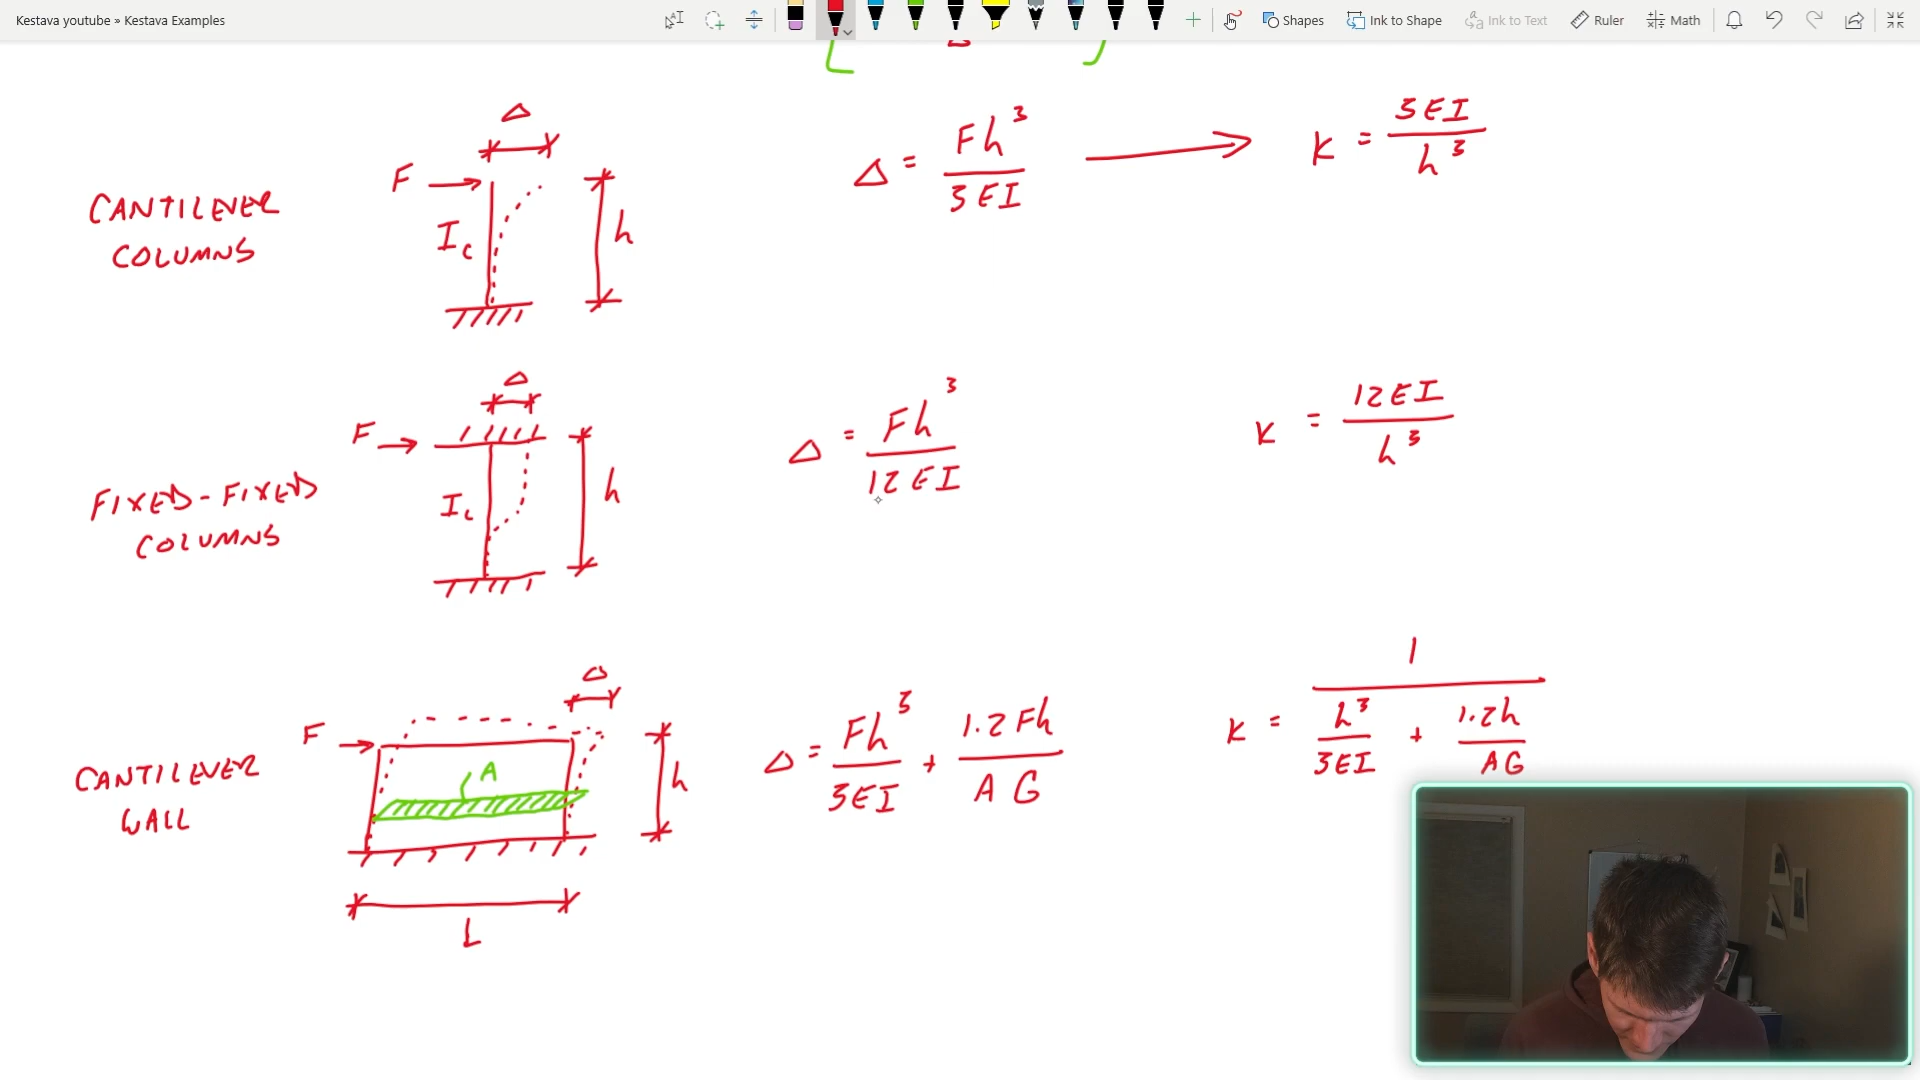 Kestava youtube » Kestava Examples
Shapes
Ink to Shape
Ink to Text
Ruler
Math
Δ
Δ
F
I_c
h
CANTILEVER
COLUMNS
Δ = Fh³ / 3EI
K = 3EI / h³
Δ
F
I_c
h
FIXED-FIXED
COLUMNS
Δ = Fh³ / 12EI
K = 12EI / h³
Δ
F
A
h
L
CANTILEVER
WALL
Δ = Fh³ / 3EI + 1.2Fh / AG
K = 1 / (h³ / 3EI + 1.2h / AG)